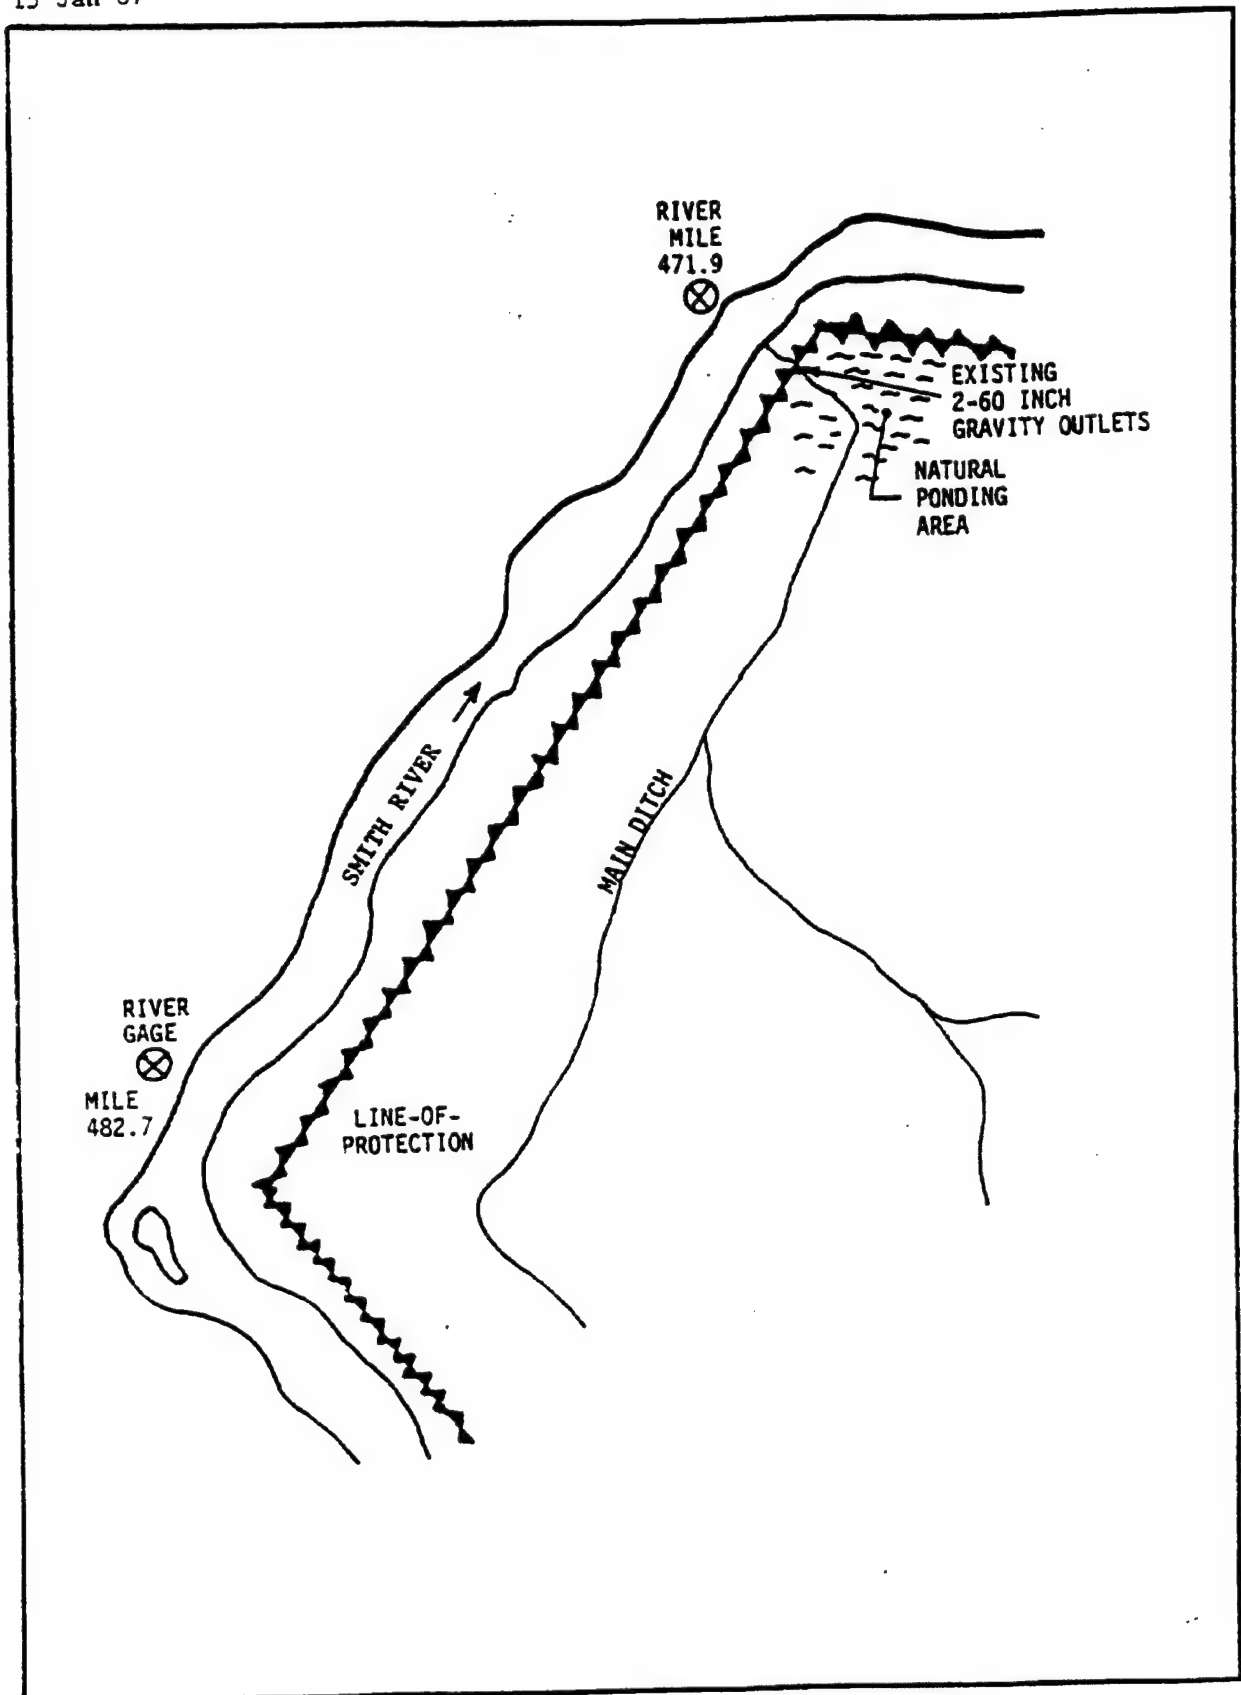 RIVER
MILE
471.9
EXISTING
2-60 INCH
GRAVITY OUTLETS
NATURAL
PONDING
AREA
SMITH RIVER
MAIN DITCH
RIVER
GAGE
MILE
482.7
LINE-OF-
PROTECTION